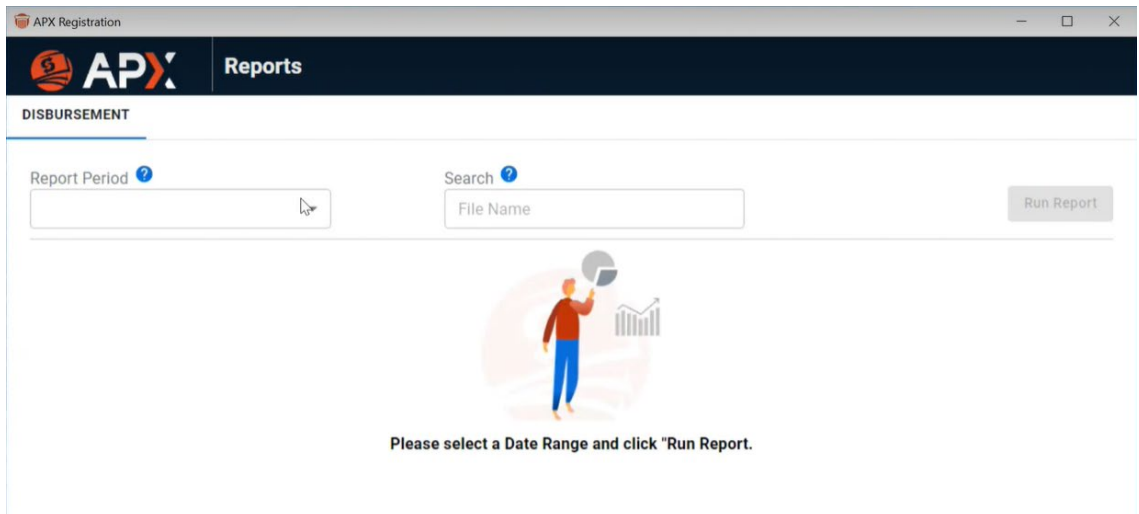 APX Registration
APX Reports
DISBURSEMENT
Report Period ?
Search ?
File Name
Run Report
Please select a Date Range and click "Run Report.